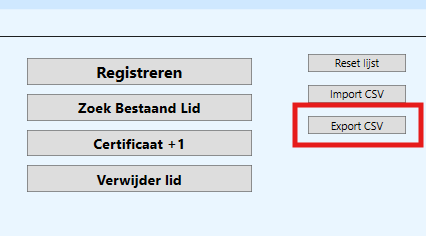 Registreren
Zoek Bestaand Lid
Certificaat +1
Verwijder lid
Reset lijst
Import CSV
Export CSV